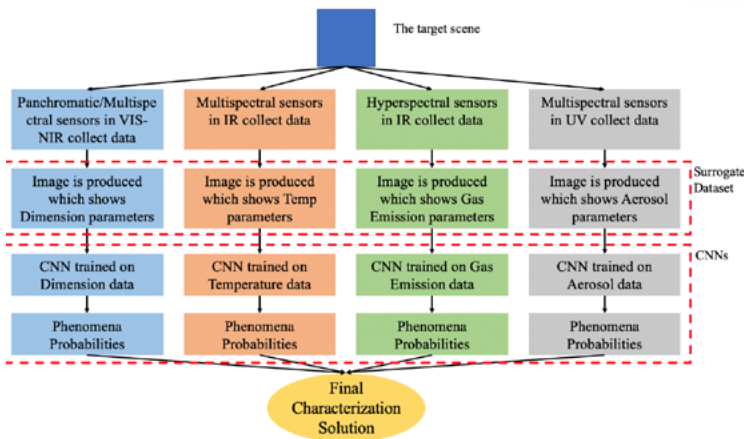 The target scene
Panchromatic/Multispe
ctral sensors in VIS-
NIR collect data
Multispectral sensors
in IR collect data
Hyperspectral sensors
in IR collect data
Multispectral sensors
in UV collect data
Image is produced
which shows
Dimension parameters
Image is produced
which shows Temp
parameters
Image is produced
which shows Gas
Emission parameters
Image is produced
which shows Aerosol
parameters
Surrogate
Dataset
CNN trained on
Dimension data
CNN trained on
Temperature data
CNN trained on Gas
Emission data
CNN trained on
Aerosol data
CNNs
Phenomena
Probabilities
Phenomena
Probabilities
Phenomena
Probabilities
Phenomena
Probabilities
Final
Characterization
Solution